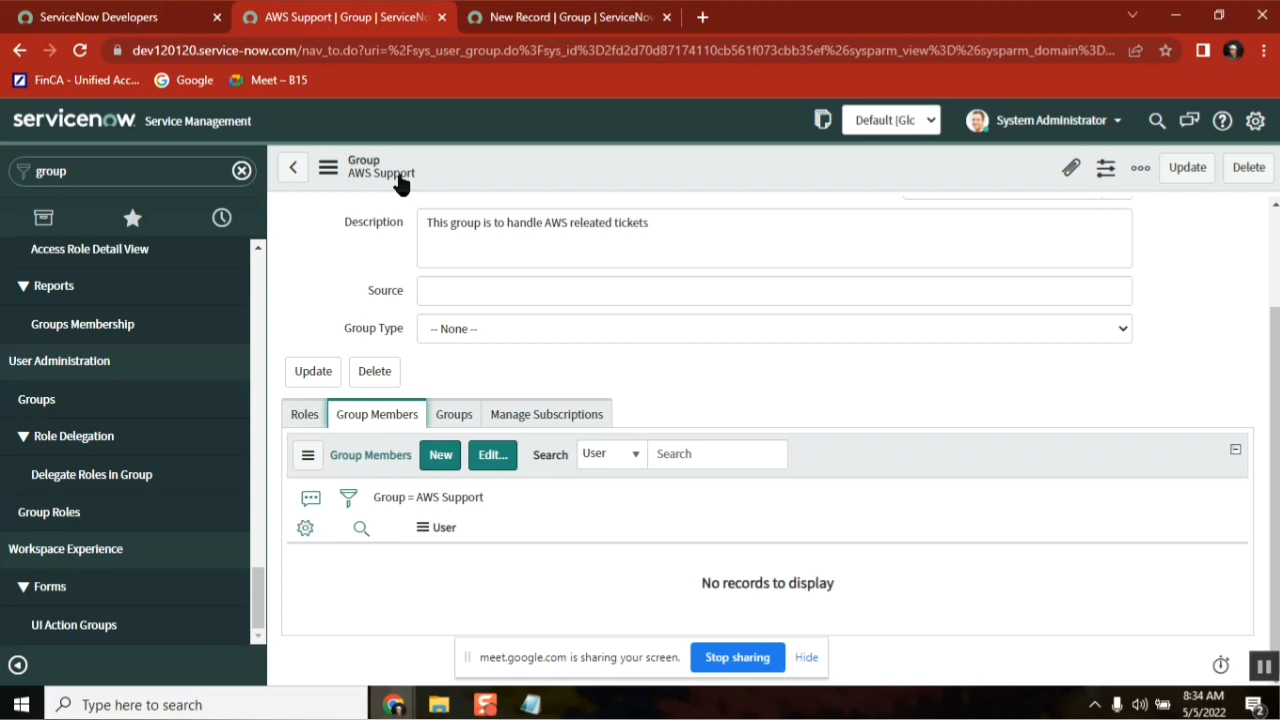 ServiceNow Developers
AWS Support | Group | ServiceNo
New Record | Group | ServiceNow
dev120120.service-now.com/nav_to.do?uri=%2Fsys_user_group.do%3Fsys_id%3D2fd2d70d87174110cb561f073cbb35ef%26sysparm_view%3D%26sysparm_domain%3D...
FinCA - Unified Acc...
Google
Meet – B15
servicenow Service Management
Default [Glc
System Administrator
group
Group
AWS Support
Update
Delete
Access Role Detail View
Reports
Groups Membership
User Administration
Groups
Role Delegation
Delegate Roles in Group
Group Roles
Workspace Experience
Forms
UI Action Groups
Description
This group is to handle AWS releated tickets
Source
Group Type
-- None --
Update
Delete
Roles
Group Members
Groups
Manage Subscriptions
Group Members
New
Edit...
Search
User
Search
Group = AWS Support
User
No records to display
meet.google.com is sharing your screen.
Stop sharing
Hide
Type here to search
8:34 AM
5/5/2022
2